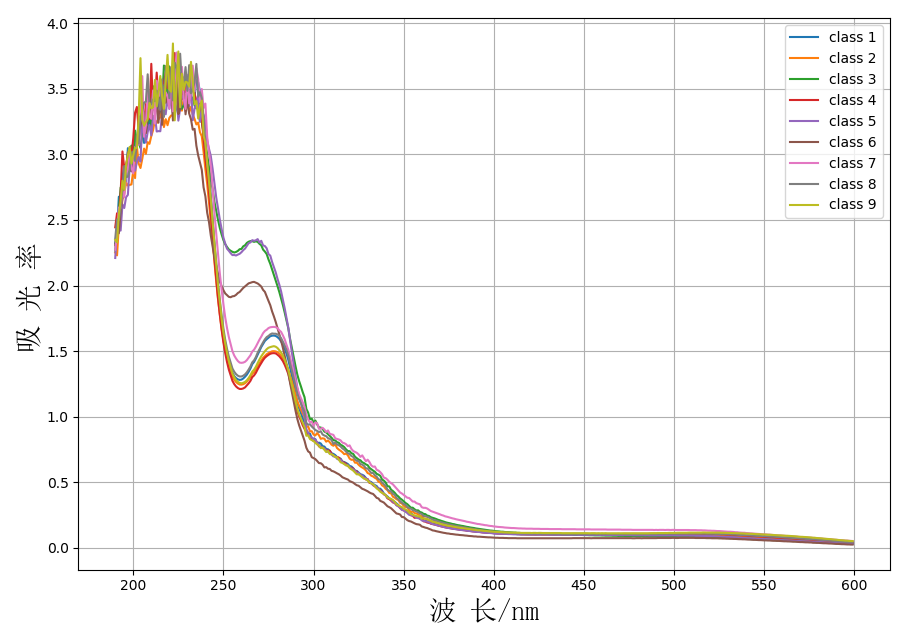 4.0
3.5
3.0
2.5
2.0
1.5
1.0
0.5
0.0
吸 光 率
class 1
class 2
class 3
class 4
class 5
class 6
class 7
class 8
class 9
200 250 300 350 400 450 500 550 600
波 长/nm